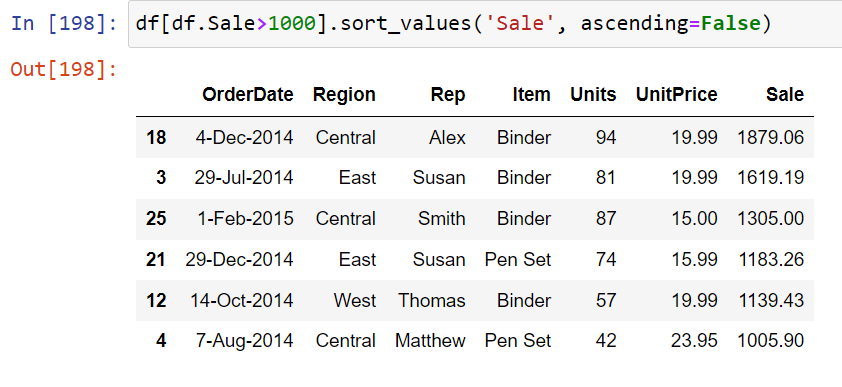 In [198]: df[df.Sale>1000].sort_values('Sale', ascending=False)
Out[198]:
OrderDate Region Rep Item Units UnitPrice Sale
18 4-Dec-2014 Central Alex Binder 94 19.99 1879.06
3 29-Jul-2014 East Susan Binder 81 19.99 1619.19
25 1-Feb-2015 Central Smith Binder 87 15.00 1305.00
21 29-Dec-2014 East Susan Pen Set 74 15.99 1183.26
12 14-Oct-2014 West Thomas Binder 57 19.99 1139.43
4 7-Aug-2014 Central Matthew Pen Set 42 23.95 1005.90